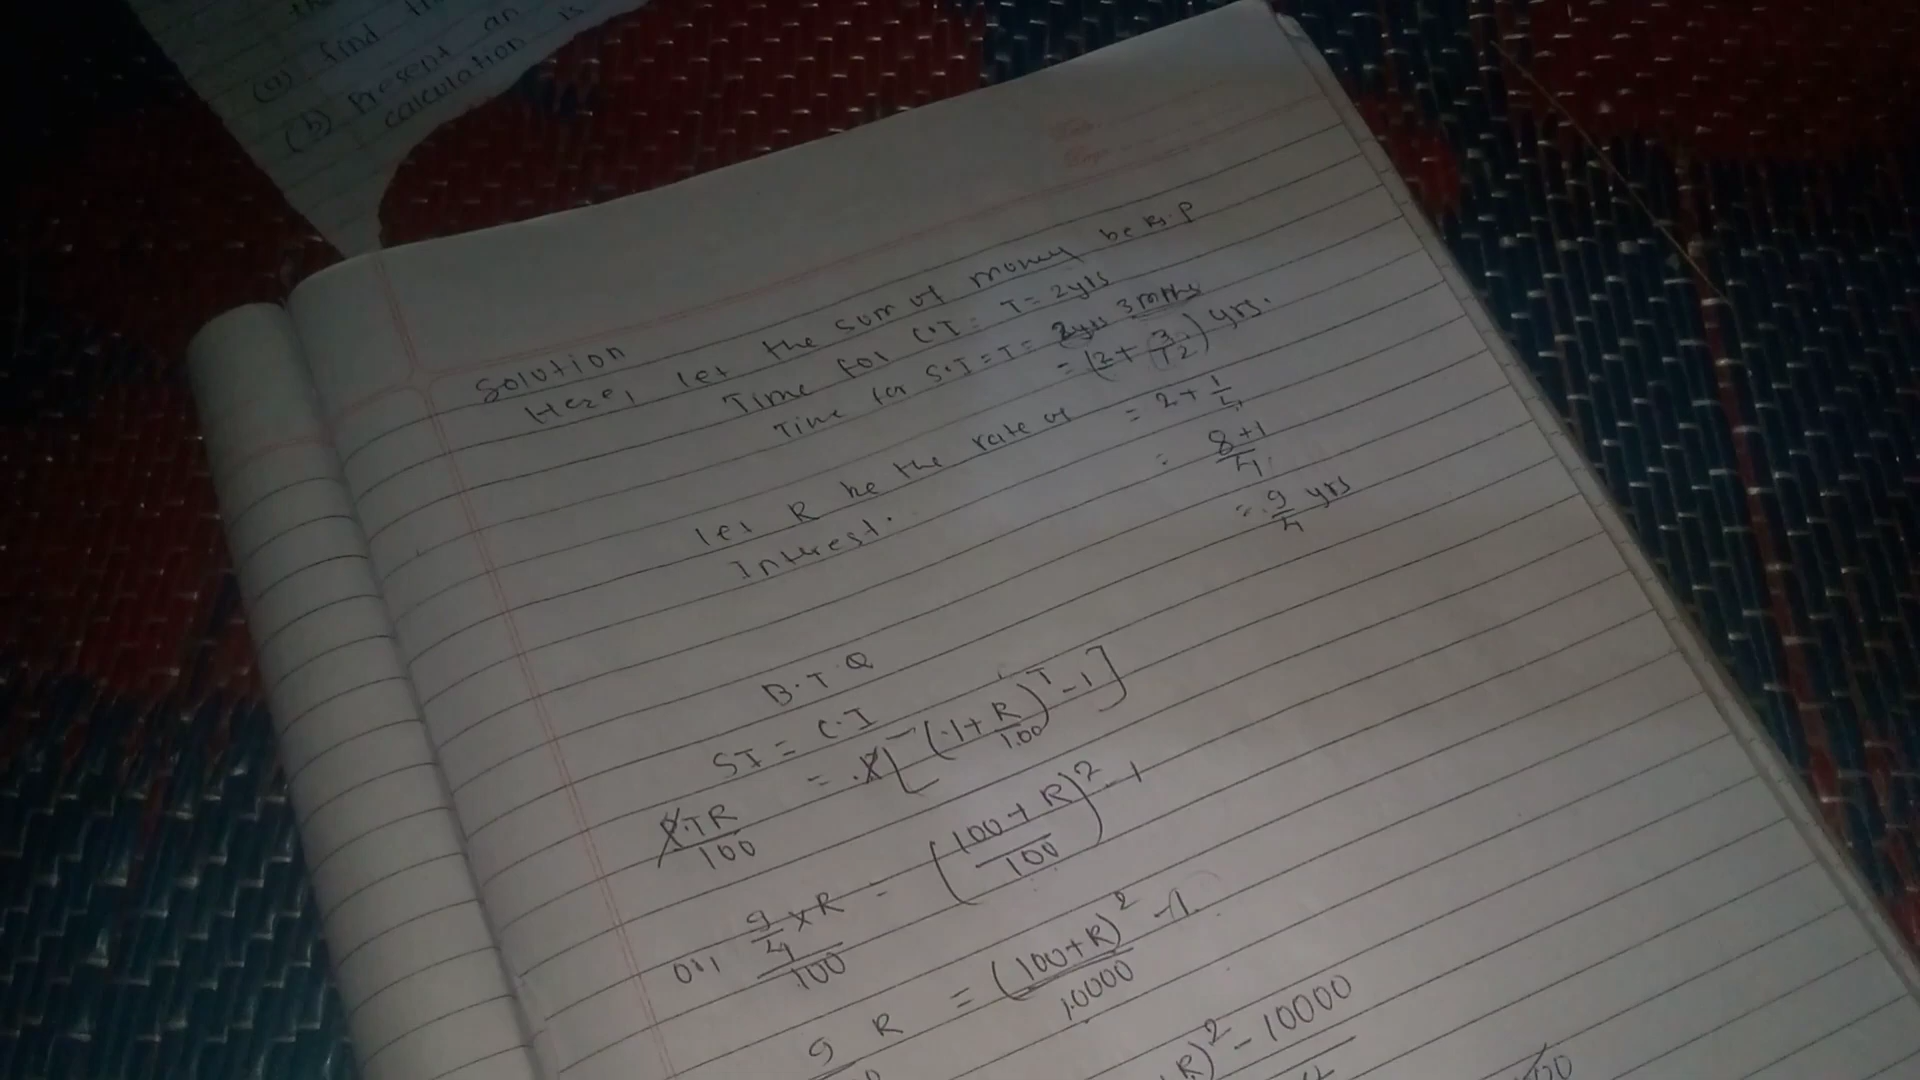 (a) find
(b) Present an
calculation is
Solution
Here, let the sum of money be Rs. P
Time for C.I = T = 2yrs
Time for S.I = T = 2yrs 3 mths
= (2 + 3/12) yrs.
= 2 + 1/4
= 8+1/4
= 9/4 yrs
let R be the rate of
Interest.
B.T.Q
SI = C.I
P.TR/100 = P[(1 + R/100)^T - 1]
or, 9/4 × R/100 = (100 + R/100)^2 - 1
9 R = (100 + R)^2/10000 - 1
R)^2 - 10000